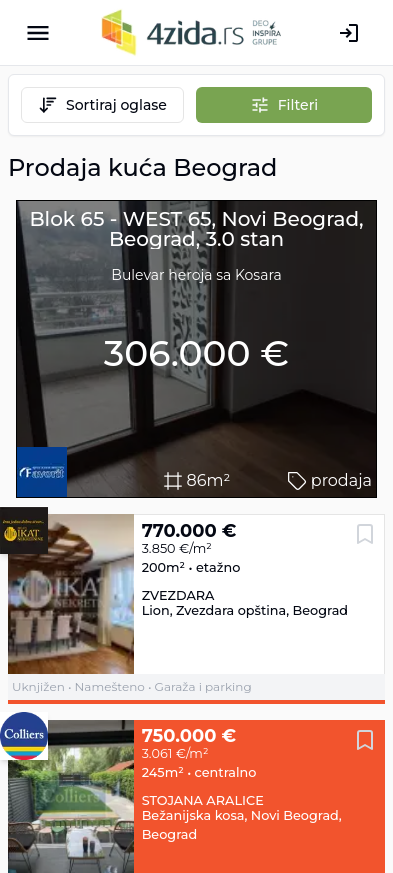 4zida.rs
DEO
INSPIRA
GRUPE
Sortiraj oglase
Filteri
Prodaja kuća Beograd
Blok 65 - WEST 65, Novi Beograd,
Beograd, 3.0 stan
Bulevar heroja sa Kosara
306.000 €
Favorit
86m²
prodaja
770.000 €
3.850 €/m²
200m² • etažno
ZVEZDARA
Lion, Zvezdara opština, Beograd
Uknjižen • Namešteno • Garaža i parking
Colliers
750.000 €
3.061 €/m²
245m² • centralno
STOJANA ARALICE
Bežanijska kosa, Novi Beograd,
Beograd